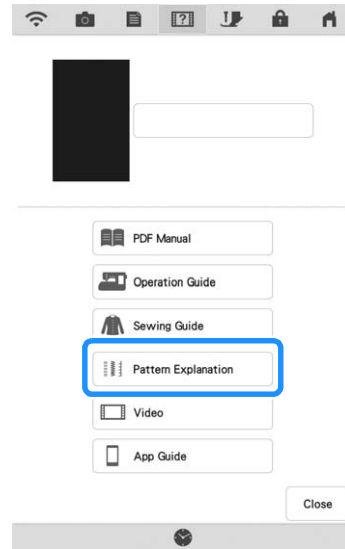 PDF Manual
Operation Guide
Sewing Guide
Pattern Explanation
Video
App Guide
Close